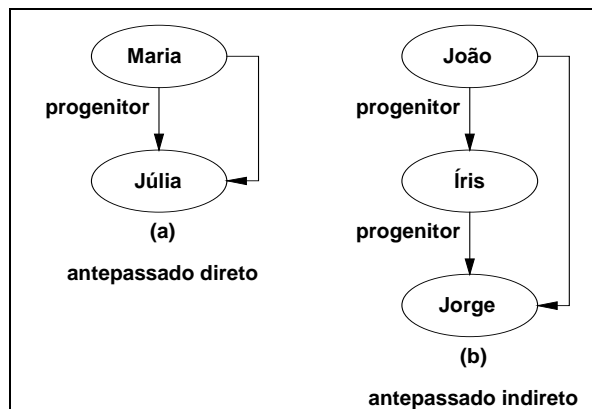 Maria
progenitor
Júlia
(a)
antepassado direto
João
progenitor
Íris
progenitor
Jorge
(b)
antepassado indireto